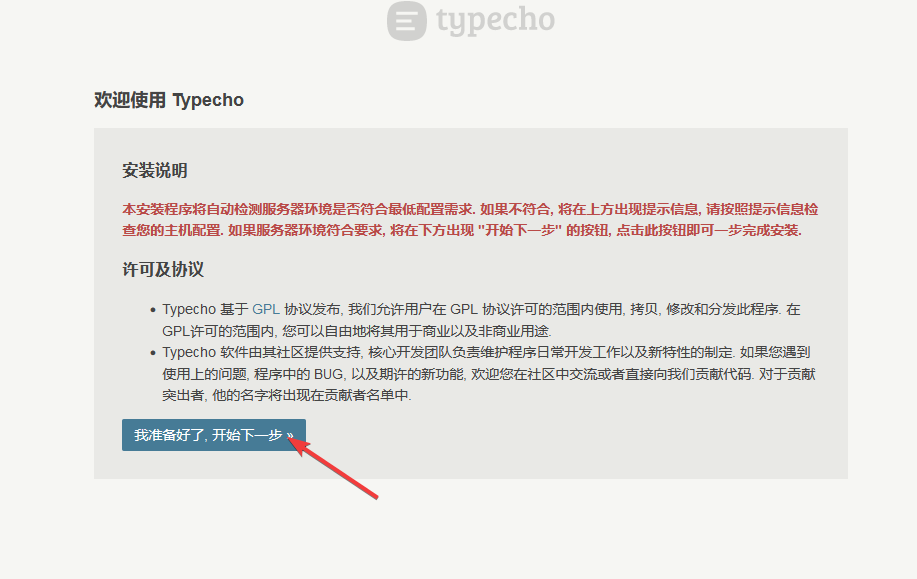 typecho
欢迎使用 Typecho
安装说明
本安装程序将自动检测服务器环境是否符合最低配置需求. 如果不符合, 将在上方出现提示信息, 请按照提示信息检
查您的主机配置. 如果服务器环境符合要求, 将在下方出现 "开始下一步" 的按钮, 点击此按钮即可一步完成安装.
许可及协议
• Typecho 基于 GPL 协议发布, 我们允许用户在 GPL 协议许可的范围内使用, 拷贝, 修改和分发此程序. 在
GPL许可的范围内, 您可以自由地将其用于商业以及非商业用途.
• Typecho 软件由其社区提供支持, 核心开发团队负责维护程序日常开发工作以及新特性的制定. 如果您遇到
使用上的问题, 程序中的 BUG, 以及期许的新功能, 欢迎您在社区中交流或者直接向我们贡献代码. 对于贡献
突出者, 他的名字将出现在贡献者名单中.
我准备好了, 开始下一步 »